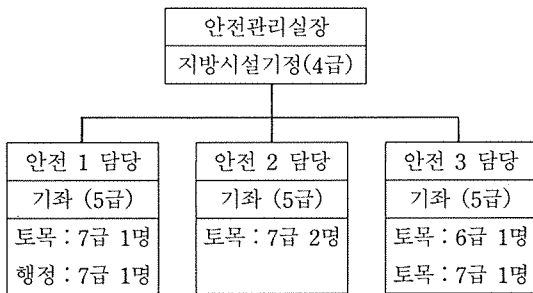 안전관리실장
지방시설기정(4급)
안전 1 담당
기좌 (5급)
토목 : 7급 1명
행정 : 7급 1명
안전 2 담당
기좌 (5급)
토목 : 7급 2명
안전 3 담당
기좌 (5급)
토목 : 6급 1명
토목 : 7급 1명